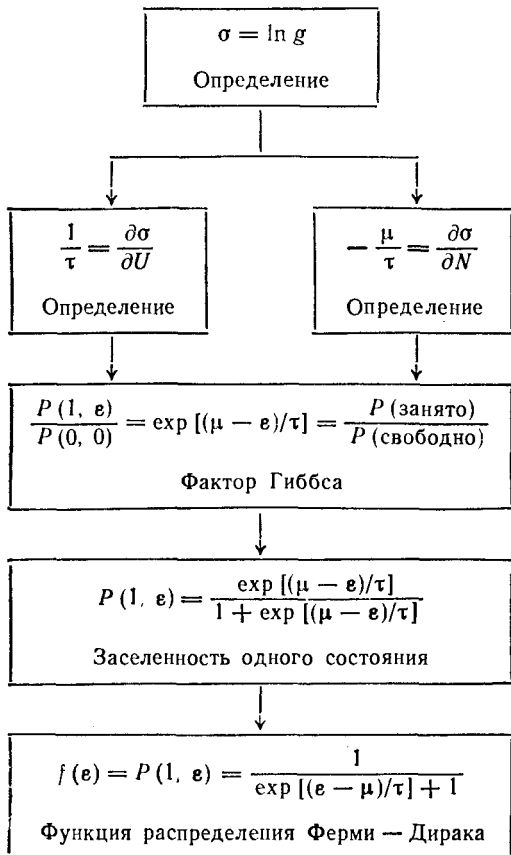 σ = ln g
Определение
1/τ = ∂σ/∂U
Определение
− μ/τ = ∂σ/∂N
Определение
P (1, ε)/P (0, 0) = exp [(μ − ε)/τ] = P (занято)/P (свободно)
Фактор Гиббса
P (1, ε) = exp [(μ − ε)/τ]/1 + exp [(μ − ε)/τ]
Заселенность одного состояния
f (ε) = P (1, ε) = 1/exp [(ε − μ)/τ] + 1
Функция распределения Ферми — Дирака